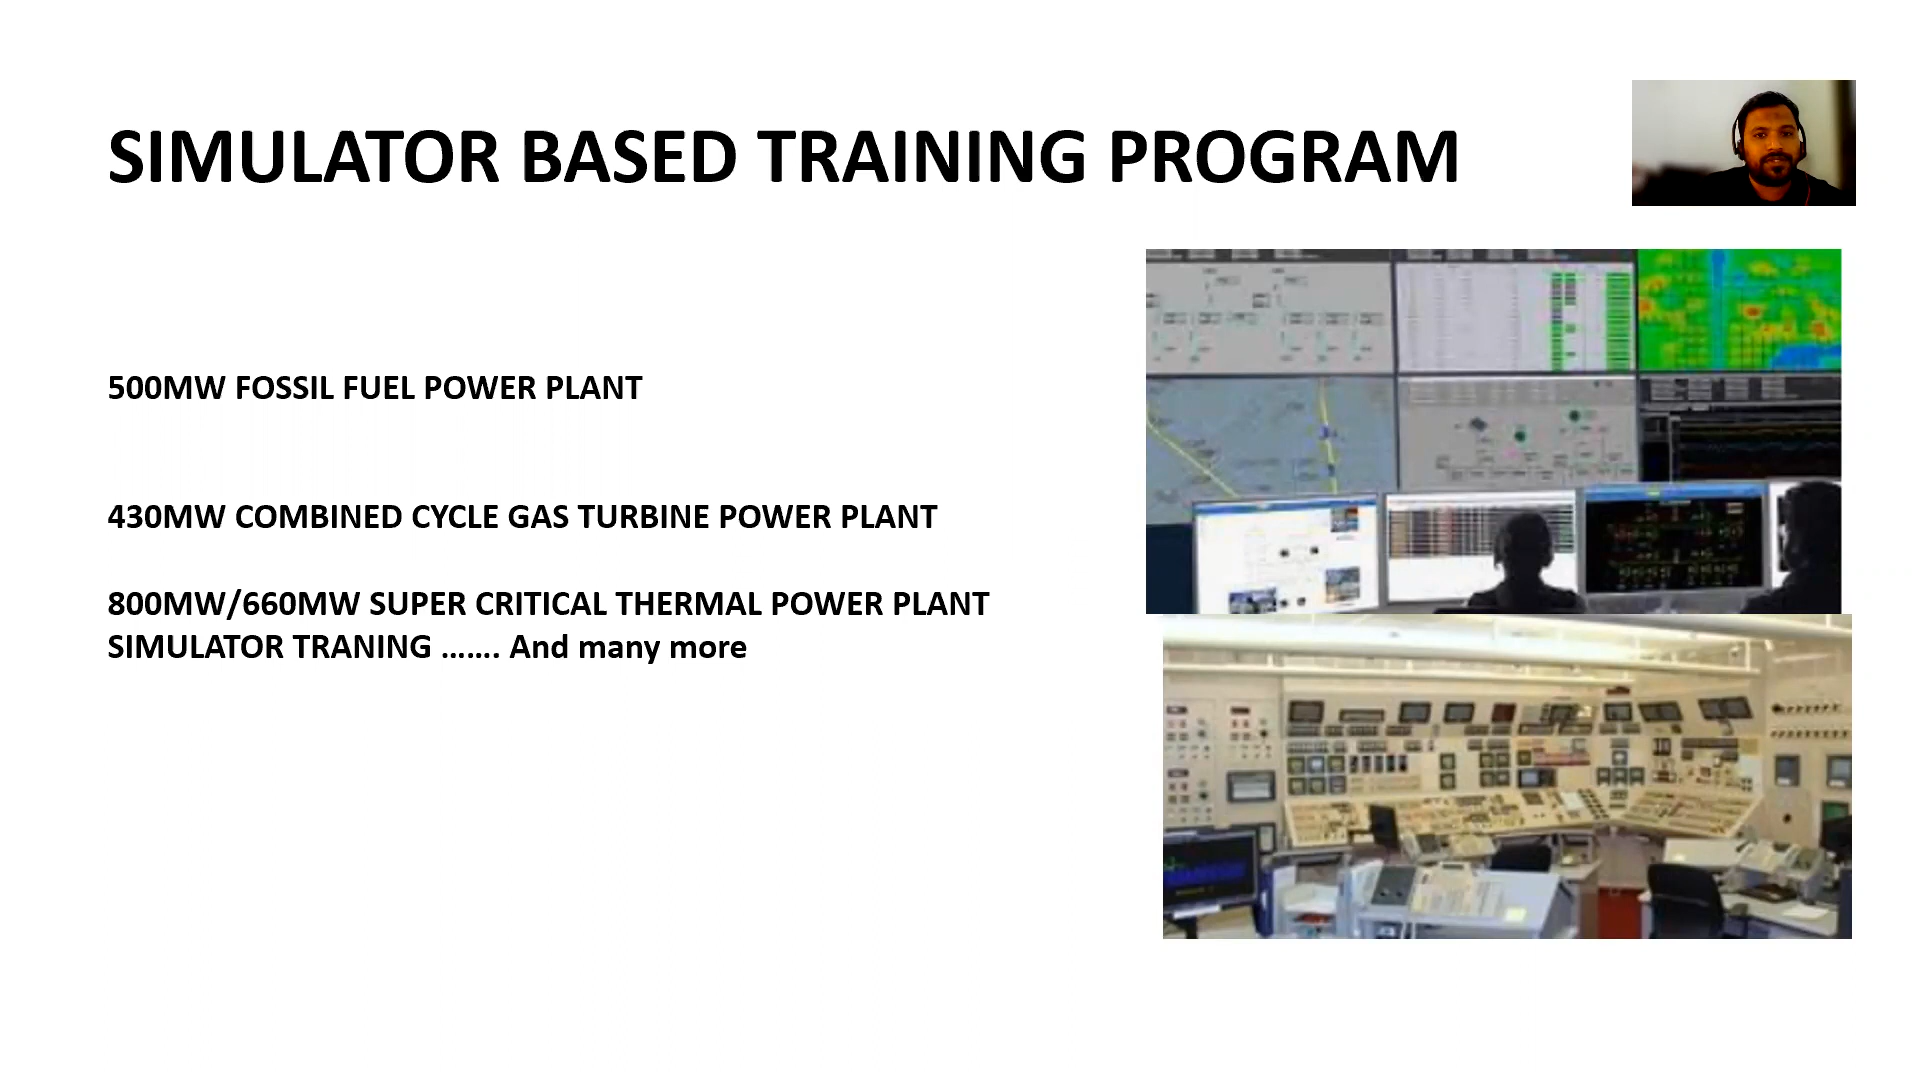 SIMULATOR BASED TRAINING PROGRAM
500MW FOSSIL FUEL POWER PLANT
430MW COMBINED CYCLE GAS TURBINE POWER PLANT
800MW/660MW SUPER CRITICAL THERMAL POWER PLANT
SIMULATOR TRANING ....... And many more